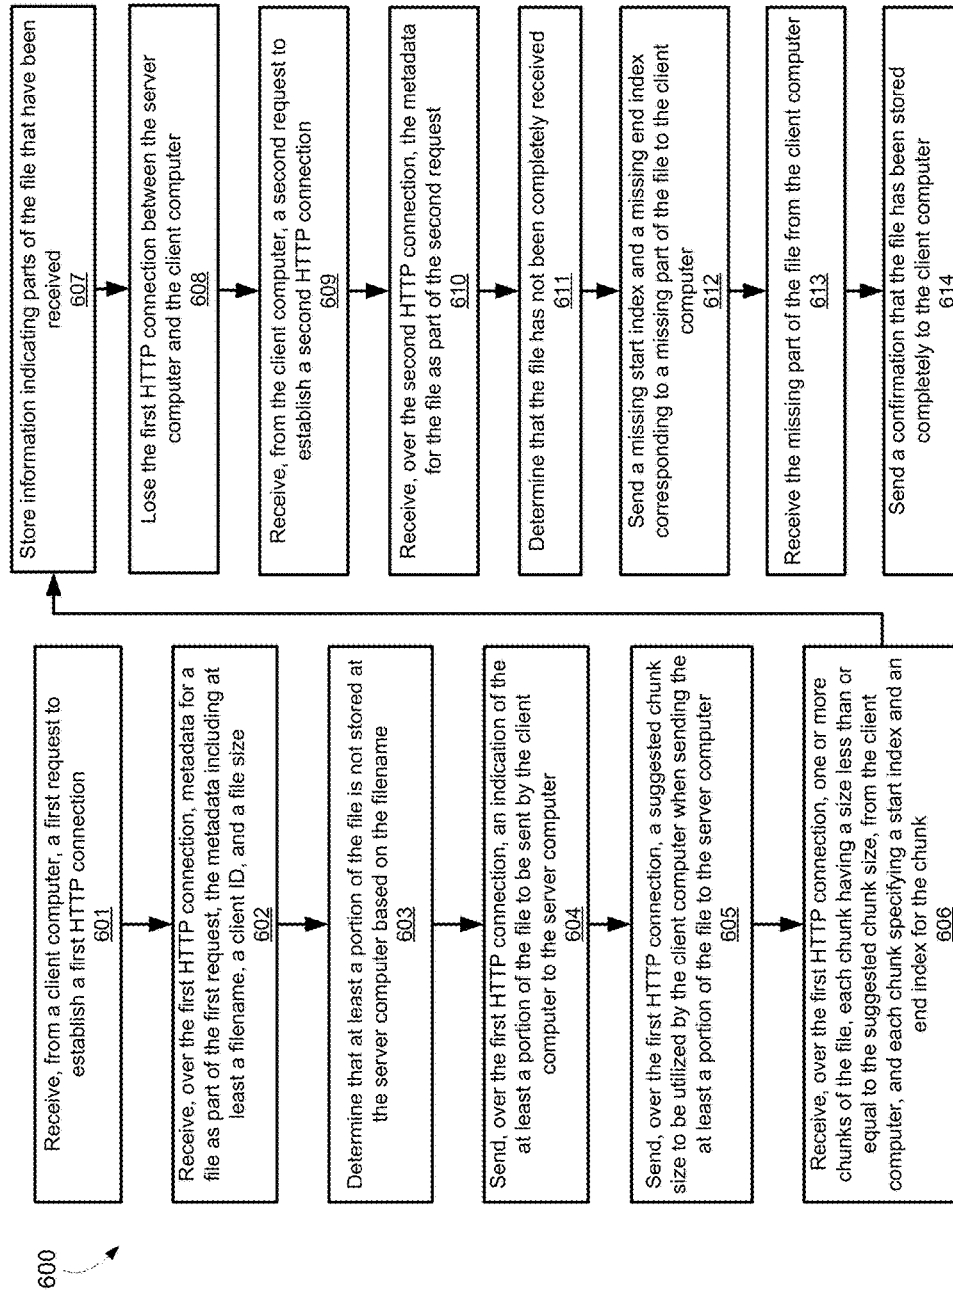 600
Receive, from a client computer, a first request to
establish a first HTTP connection
601
Receive, over the first HTTP connection, metadata for a
file as part of the first request, the metadata including at
least a filename, a client ID, and a file size
602
Determine that at least a portion of the file is not stored at
the server computer based on the filename
603
Send, over the first HTTP connection, an indication of the
at least a portion of the file to be sent by the client
computer to the server computer
604
Send, over the first HTTP connection, a suggested chunk
size to be utilized by the client computer when sending the
at least a portion of the file to the server computer
605
Receive, over the first HTTP connection, one or more
chunks of the file, each chunk having a size less than or
equal to the suggested chunk size, from the client
computer, and each chunk specifying a start index and an
end index for the chunk
606
Store information indicating parts of the file that have been
received
607
Lose the first HTTP connection between the server
computer and the client computer
608
Receive, from the client computer, a second request to
establish a second HTTP connection
609
Receive, over the second HTTP connection, the metadata
for the file as part of the second request
610
Determine that the file has not been completely received
611
Send a missing start index and a missing end index
corresponding to a missing part of the file to the client
computer
612
Receive the missing part of the file from the client computer
613
Send a confirmation that the file has been stored
completely to the client computer
614